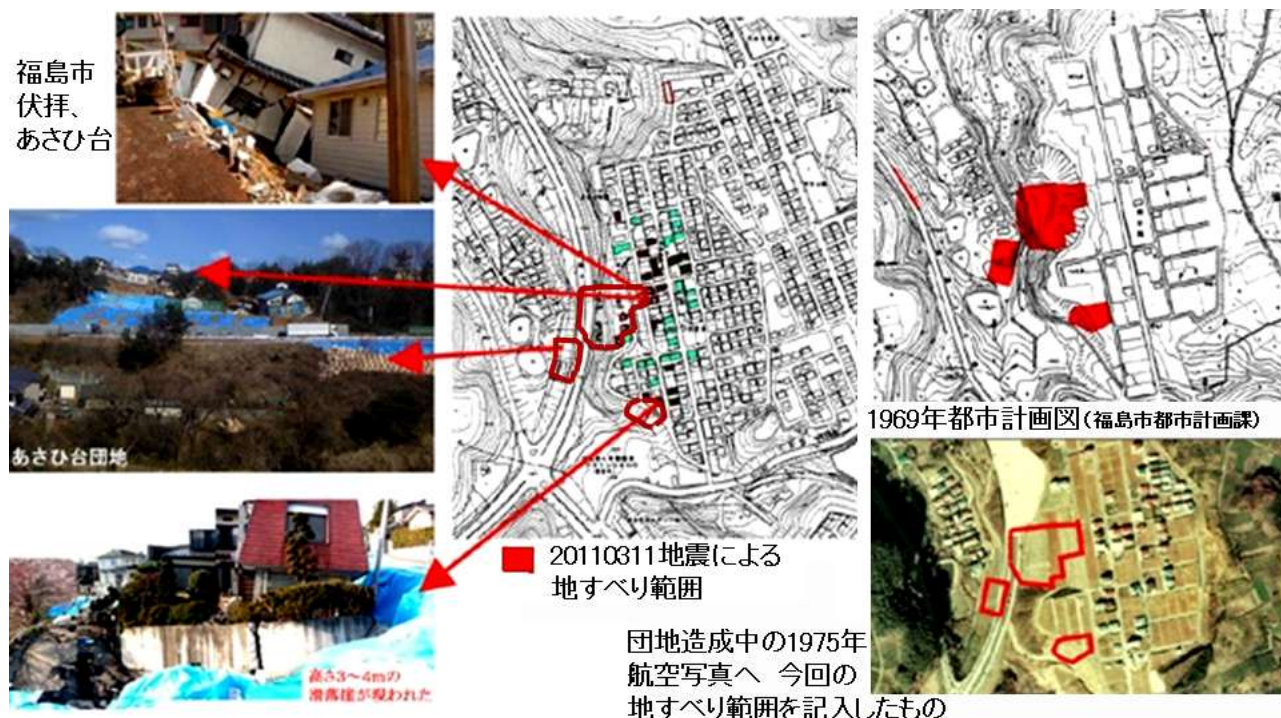 福島市
伏拝、
あさひ台
あさひ台団地
高さ3~4mの
滑落崖が現われた
20110311地震による
地すべり範囲
1969年都市計画図(福島市都市計画課)
団地造成中の1975年
航空写真へ 今回の
地すべり範囲を記入したもの